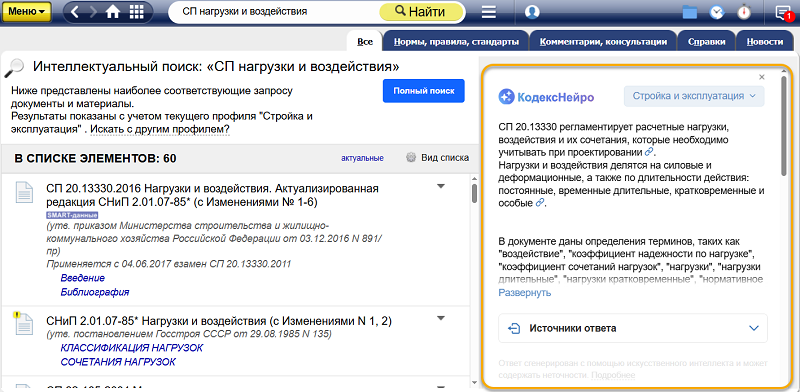 Меню
СП нагрузки и воздействия
Найти
1
Все
Нормы, правила, стандарты
Комментарии, консультации
Справки
Новости
Интеллектуальный поиск: «СП нагрузки и воздействия»
Ниже представлены наиболее соответствующие запросу
документы и материалы.
Результаты показаны с учетом текущего профиля "Стройка и
эксплуатация" . Искать с другим профилем?
Полный поиск
В СПИСКЕ ЭЛЕМЕНТОВ: 60
актуальные
Вид списка
СП 20.13330.2016 Нагрузки и воздействия. Актуализированная
редакция СНиП 2.01.07-85* (с Изменениями № 1-6)
SMART-данные
(утв. приказом Министерства строительства и жилищно-
коммунального хозяйства Российской Федерации от 03.12.2016 N 891/
пр)
Применяется с 04.06.2017 взамен СП 20.13330.2011
Введение
Библиография
СНиП 2.01.07-85* Нагрузки и воздействия (с Изменениями N 1, 2)
(утв. постановлением Госстроя СССР от 29.08.1985 N 135)
КЛАССИФИКАЦИЯ НАГРУЗОК
СОЧЕТАНИЯ НАГРУЗОК
КодексНейро
Стройка и эксплуатация
СП 20.13330 регламентирует расчетные нагрузки,
воздействия и их сочетания, которые необходимо
учитывать при проектировании
Нагрузки и воздействия делятся на силовые и
деформационные, а также по длительности действия:
постоянные, временные длительные, кратковременные и
особые
В документе даны определения терминов, таких как
"воздействие", "коэффициент надежности по нагрузке",
"коэффициент сочетаний нагрузок", "нагрузки", "нагрузки
длительные", "нагрузки кратковременные", "нормативное
Развернуть
Источники ответа
Ответ сгенерирован с помощью искусственного интеллекта и может
содержать неточности. Подробнее